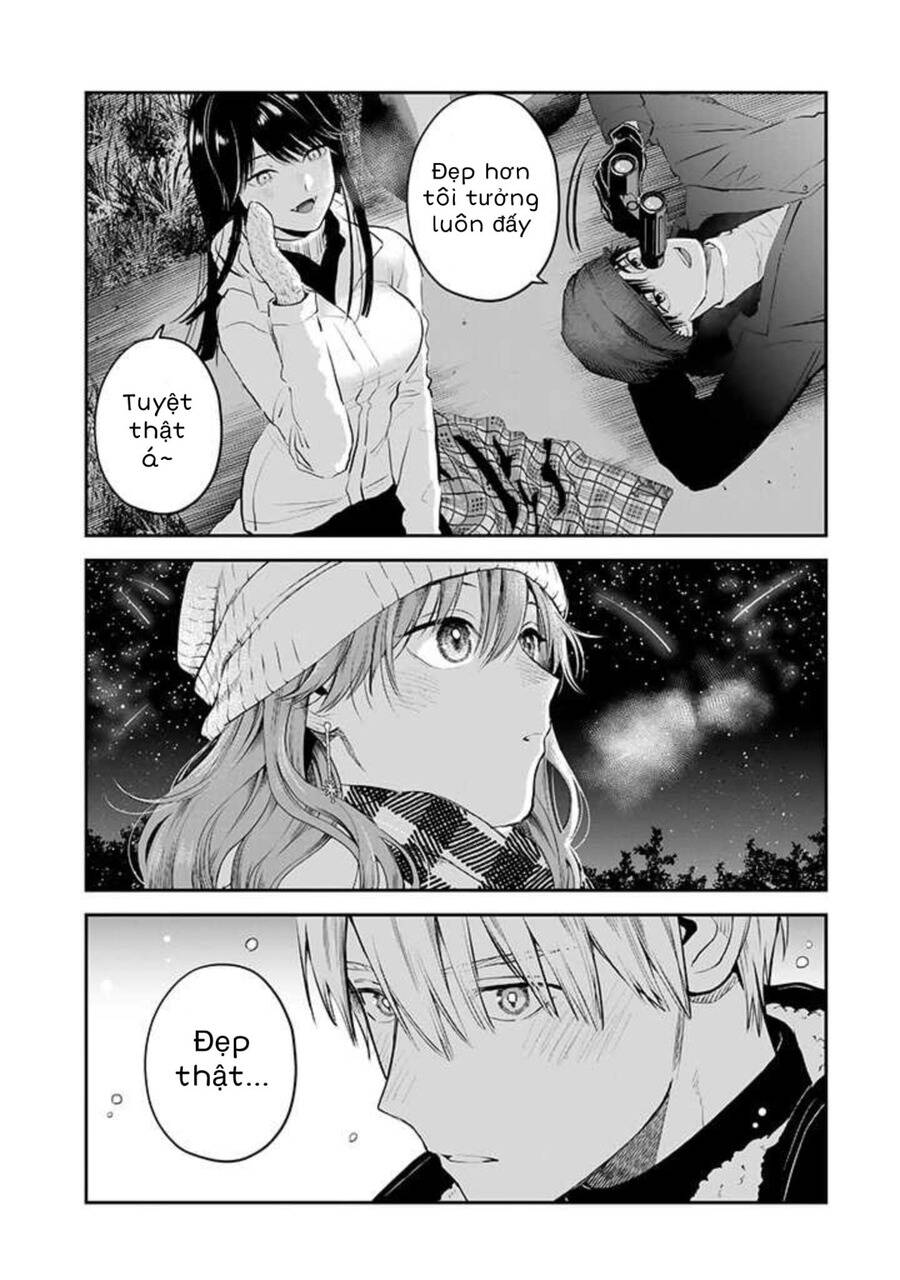 Đẹp hơn
tôi tưởng
luôn đấy
Tuyệt
thật
á~
Đẹp
thật...